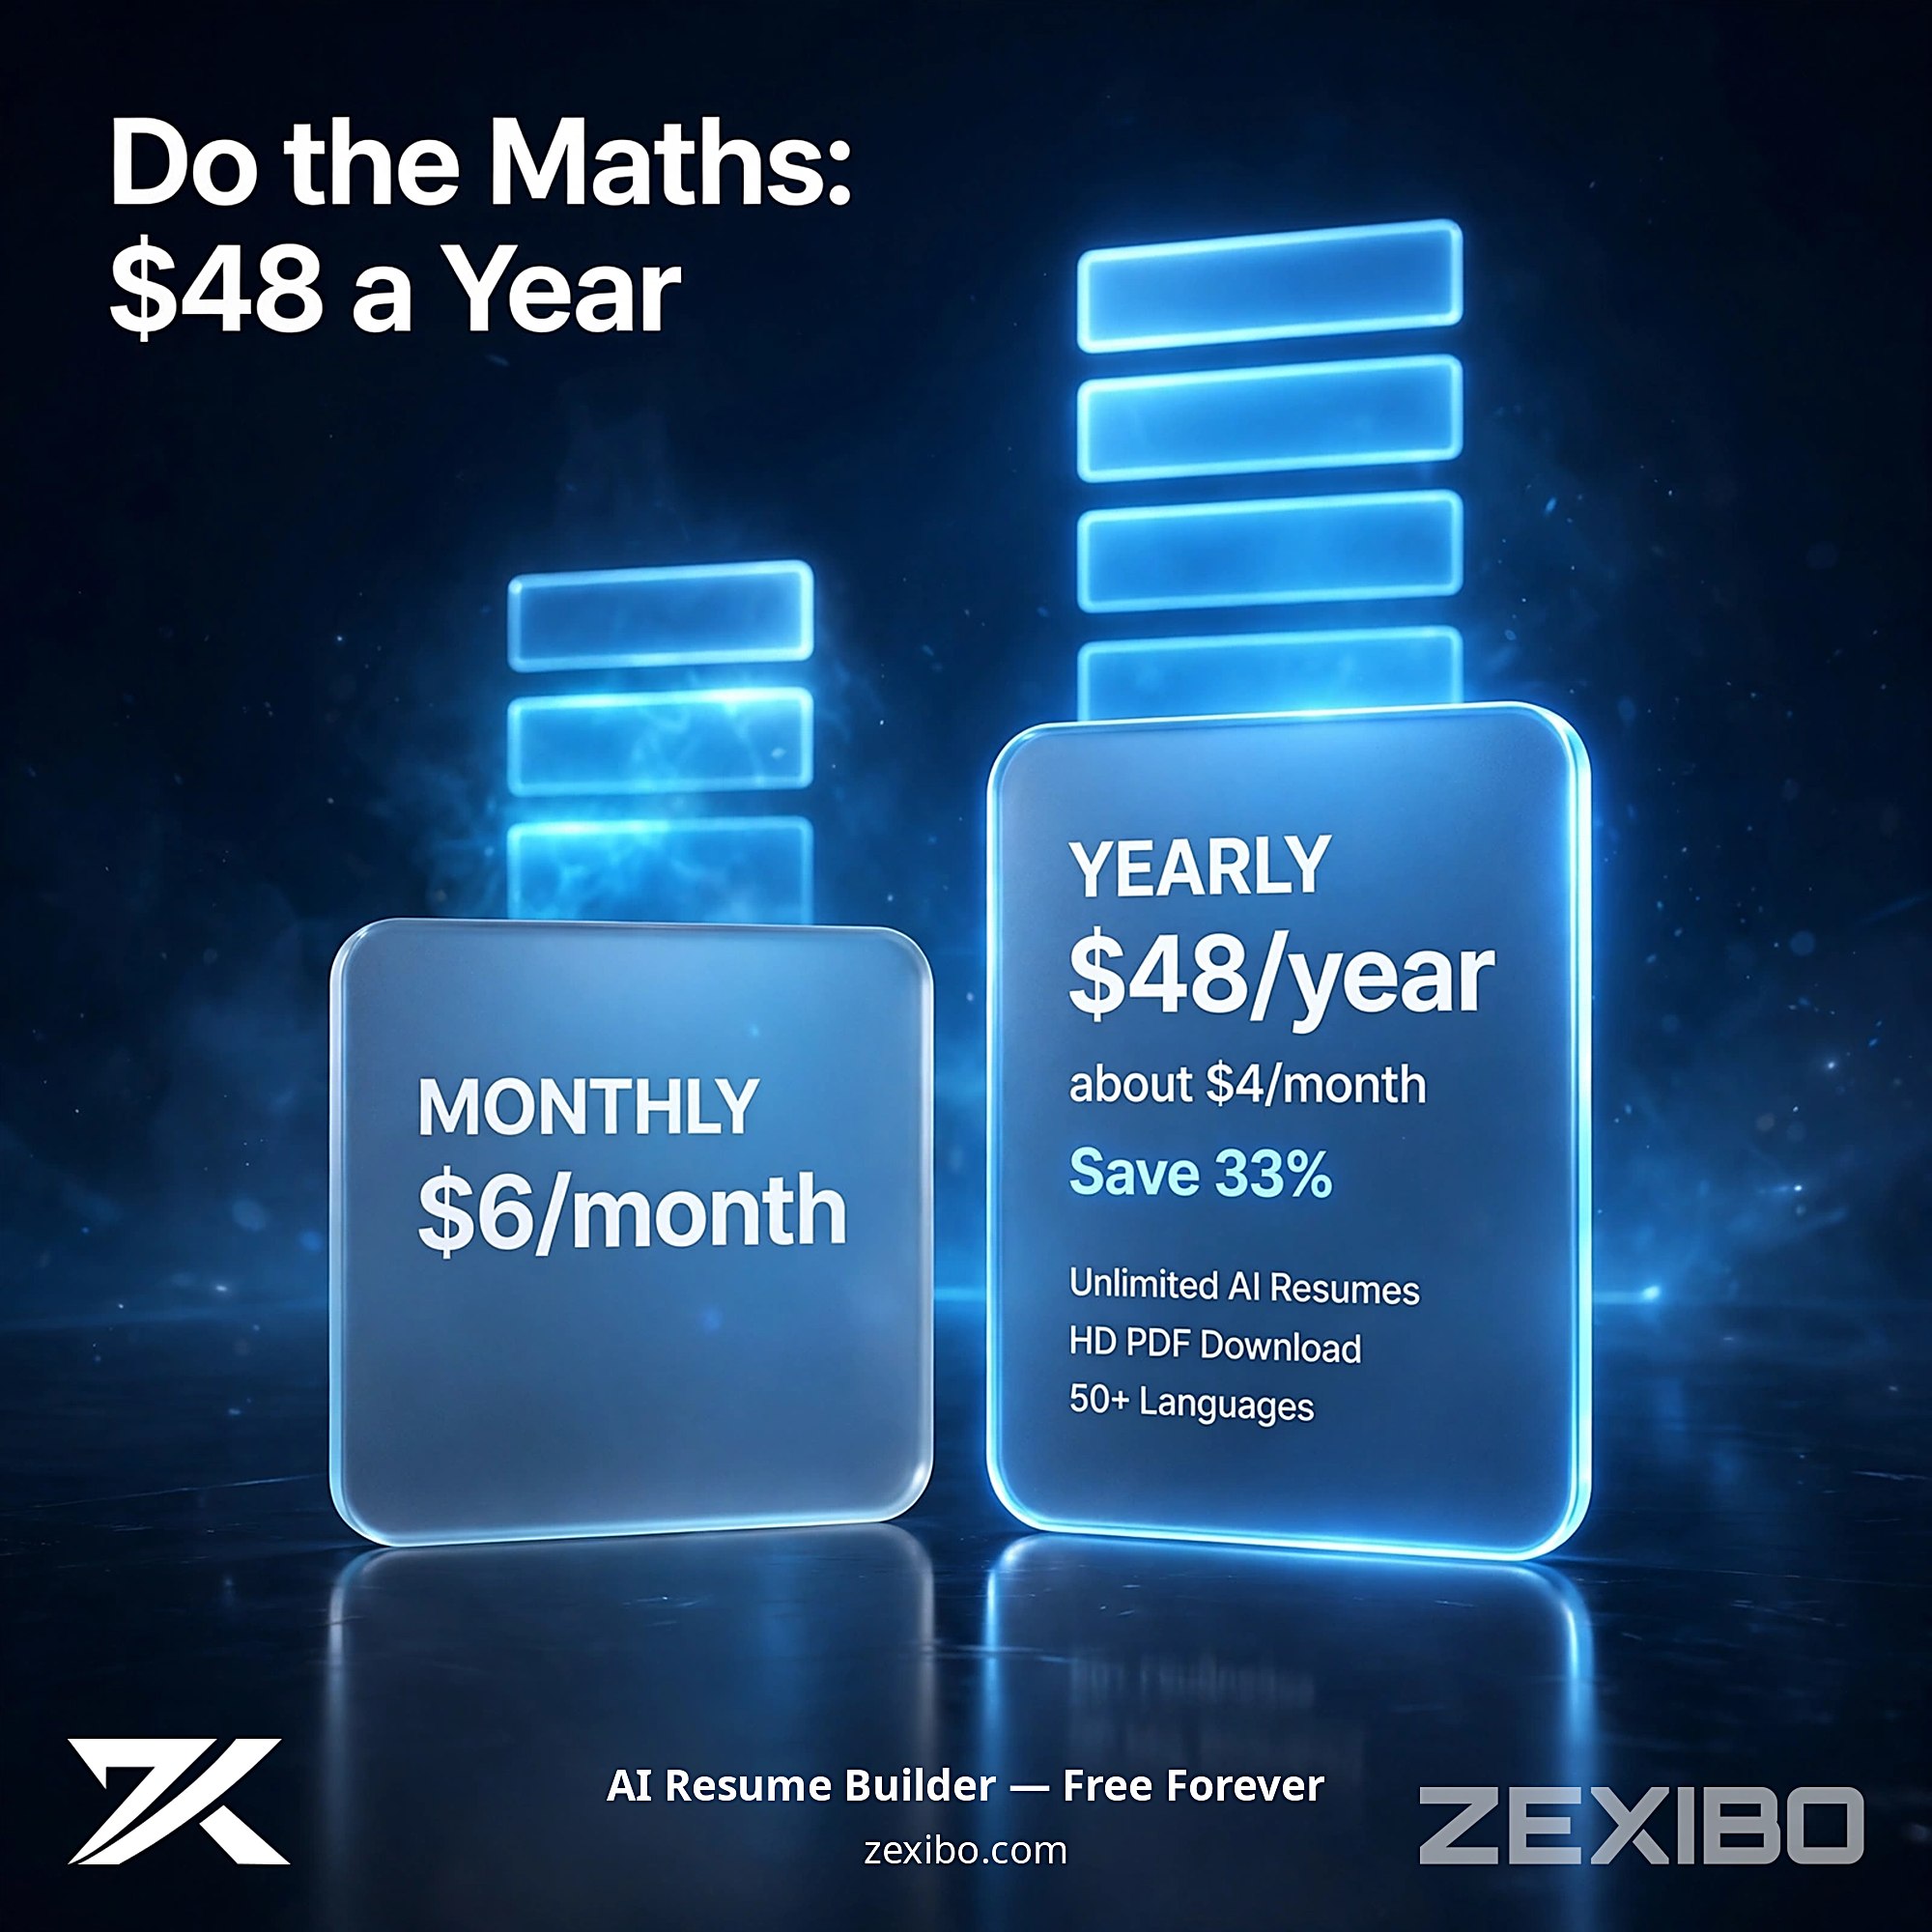 Do the Maths:
$48 a Year
MONTHLY
$6/month
YEARLY
$48/year
about $4/month
Save 33%
Unlimited AI Resumes
HD PDF Download
50+ Languages
AI Resume Builder — Free Forever
zexibo.com
ZEXIBO